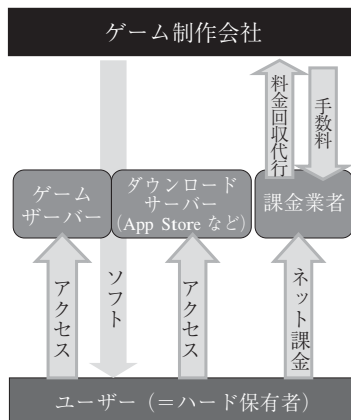 ゲーム制作会社
料金回収代行
手数料
ゲーム
ザーバー
ダウンロード
サーバー
(App Store など)
課金業者
アクセス
ソフト
アクセス
ネット課金
ユーザー(=ハード保有者)